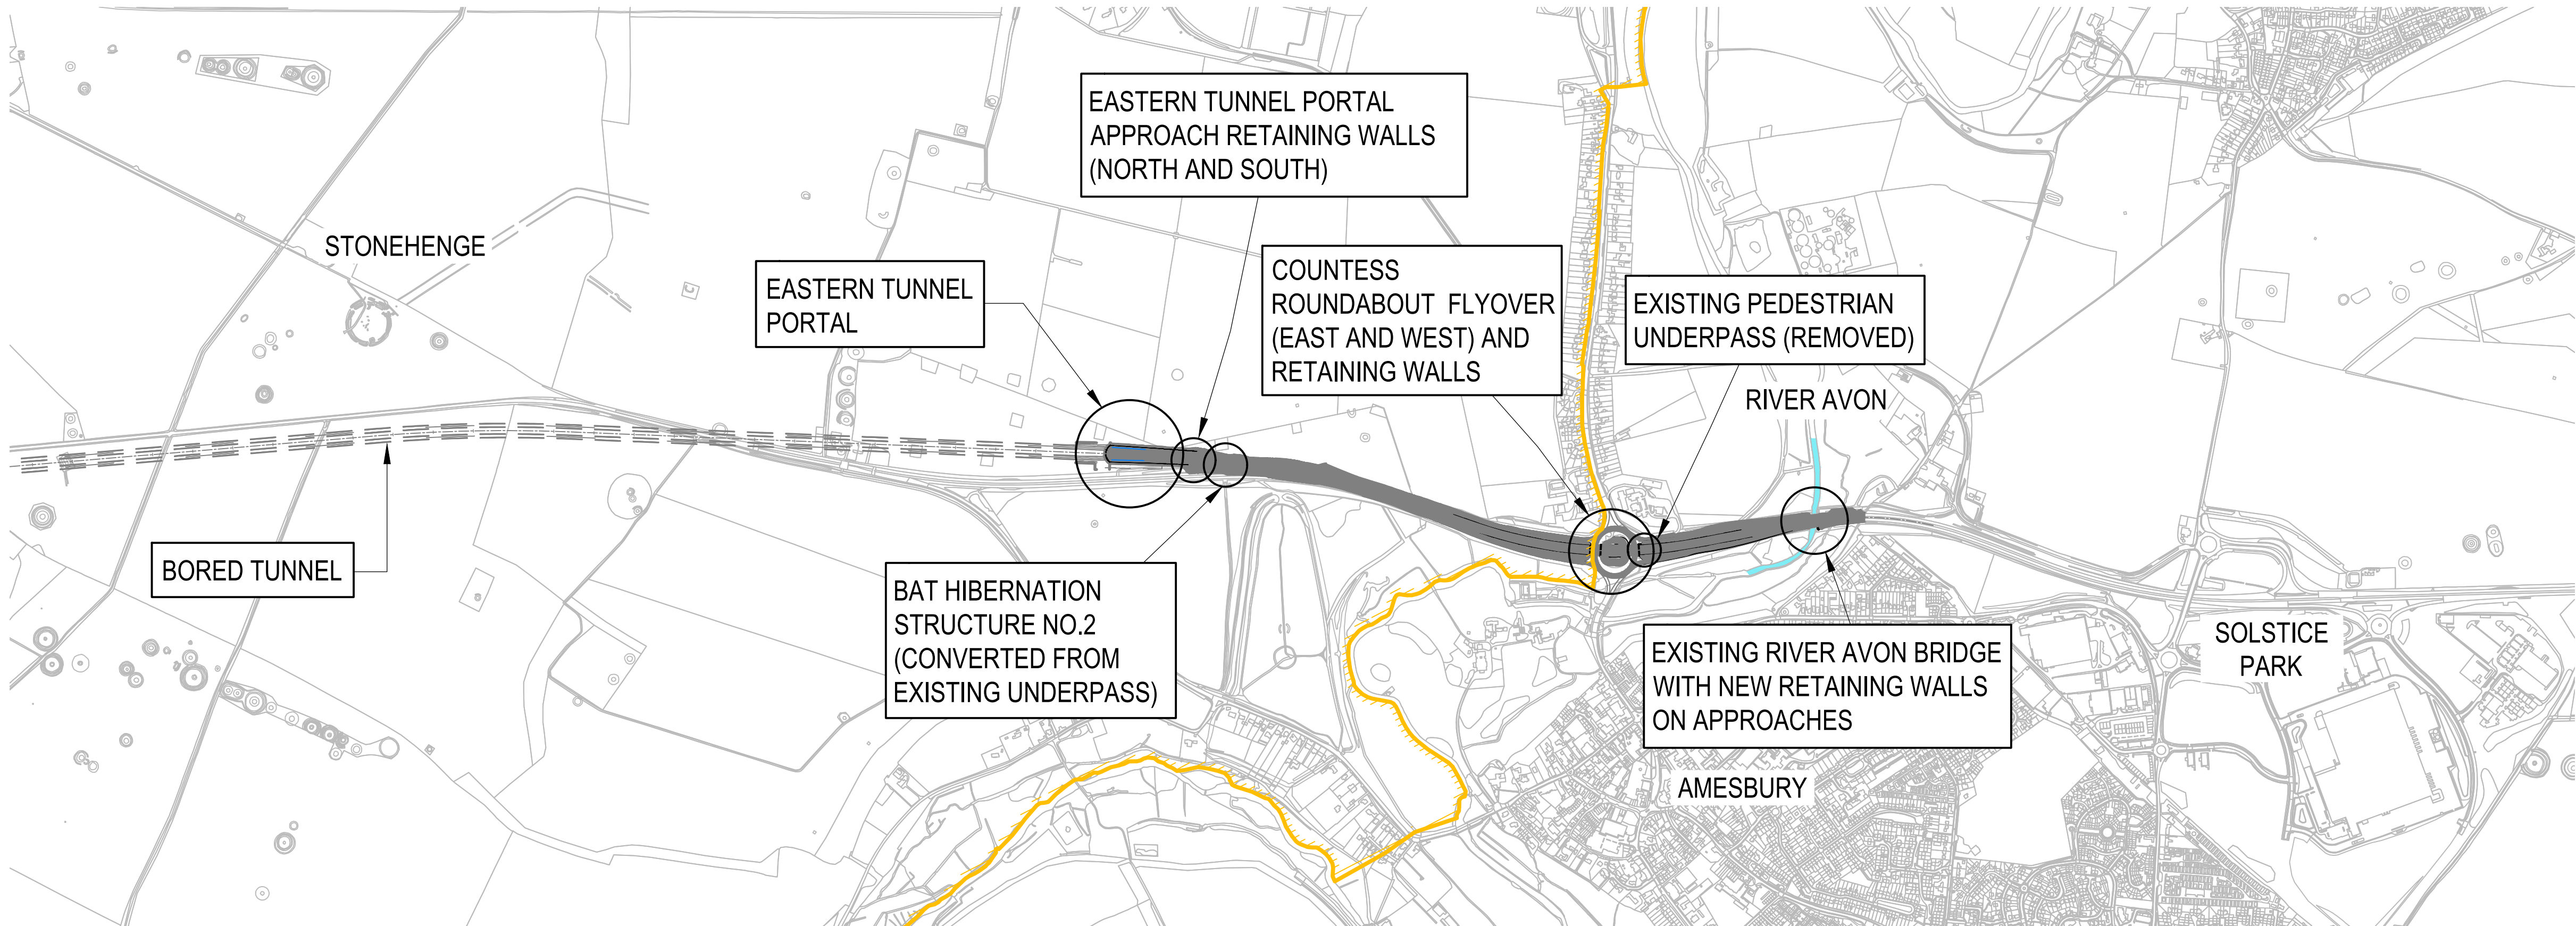 EASTERN TUNNEL PORTAL
APPROACH RETAINING WALLS
(NORTH AND SOUTH)
STONEHENGE
EASTERN TUNNEL
PORTAL
COUNTESS
ROUNDABOUT FLYOVER
(EAST AND WEST) AND
RETAINING WALLS
EXISTING PEDESTRIAN
UNDERPASS (REMOVED)
RIVER AVON
BORED TUNNEL
BAT HIBERNATION
STRUCTURE NO.2
(CONVERTED FROM
EXISTING UNDERPASS)
EXISTING RIVER AVON BRIDGE
WITH NEW RETAINING WALLS
ON APPROACHES
SOLSTICE
PARK
AMESBURY